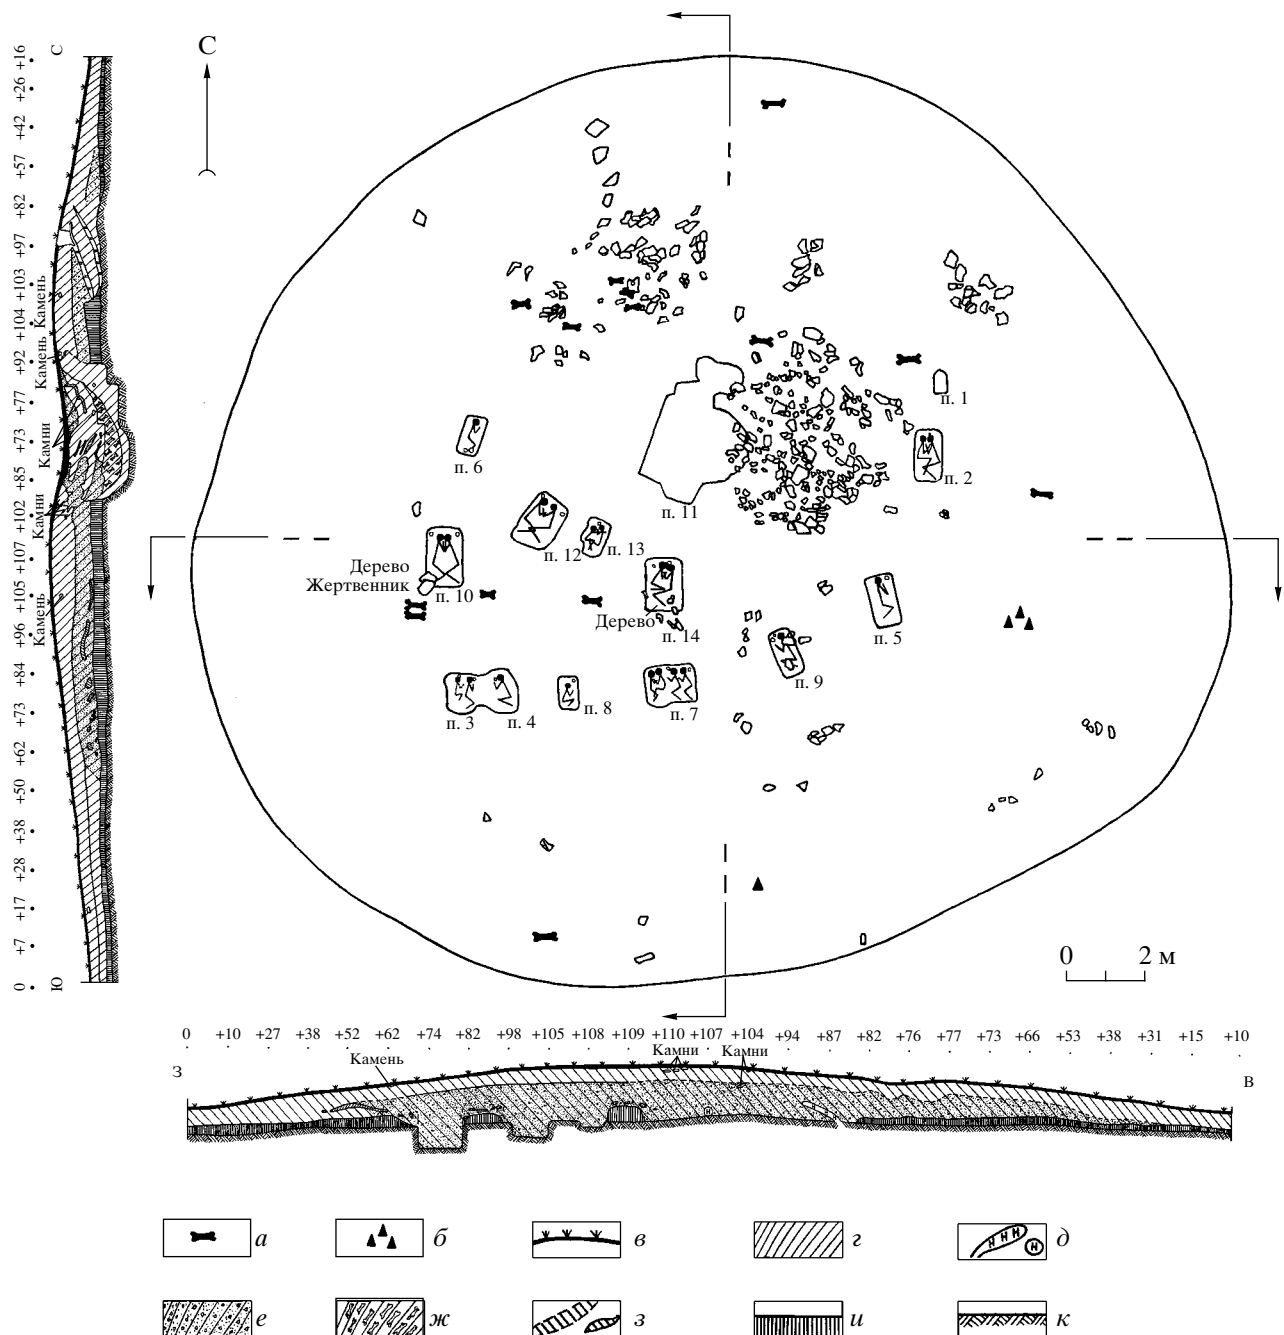 С
+16
+26
+42
+57
+82
+97
+103
+104
+92
+77
+73
+85
+102
+107
+105
+96
+84
+73
+62
+50
+38
+28
+17
+7
0
С
Камень
Камень
Камни
Камни
Камень
Ю
п. 1
п. 2
п. 6
п. 11
п. 12
п. 13
Дерево
Жертвенник
п. 10
Дерево
п. 14
п. 5
п. 9
п. 3
п. 4
п. 8
п. 7
0 2 м
0 +10 +27 +38 +52 +62 +74 +82 +98 +105 +108 +109 +110 +107 +104 +94 +87 +82 +76 +77 +73 +66 +53 +31 +15 +10
Камень Камни Камни
З В
а б в г д
е ж з и к